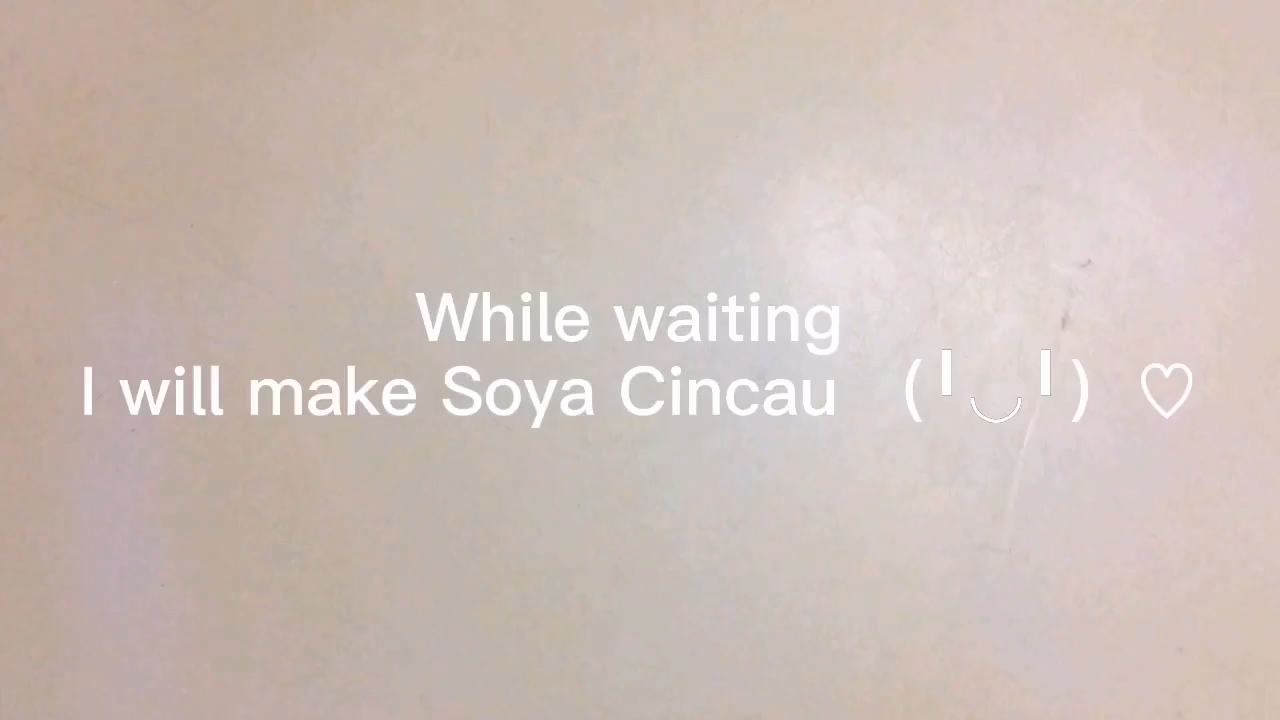 While waiting
I will make Soya Cincau （╹◡╹）♡